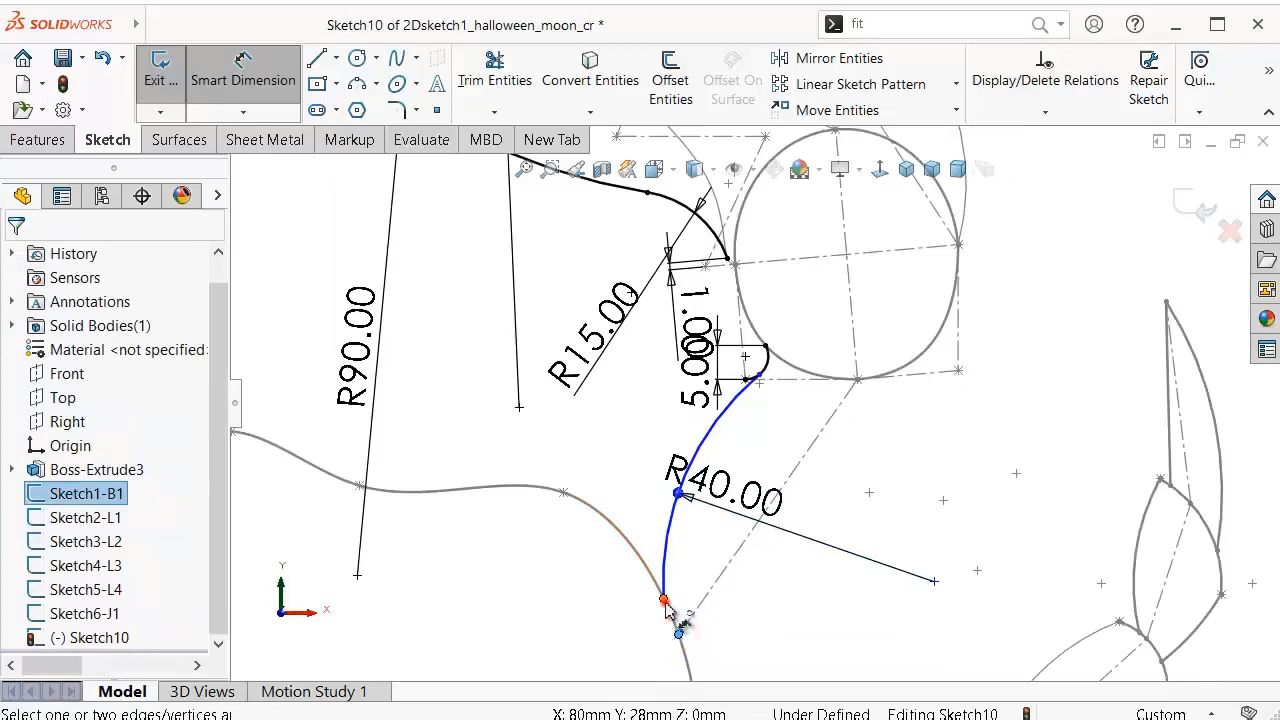 SOLIDWORKS
Sketch10 of 2Dsketch1_halloween_moon_cr *
fit
Exit ...
Smart Dimension
Trim Entities
Convert Entities
Offset Entities
Offset On Surface
Mirror Entities
Linear Sketch Pattern
Move Entities
Display/Delete Relations
Repair Sketch
Qui...
Features
Sketch
Surfaces
Sheet Metal
Markup
Evaluate
MBD
New Tab
History
Sensors
Annotations
Solid Bodies(1)
Material <not specified>
Front
Top
Right
Origin
Boss-Extrude3
Sketch1-B1
Sketch2-L1
Sketch3-L2
Sketch4-L3
Sketch5-L4
Sketch6-J1
(-) Sketch10
R90.00
R15.00
1.00
5.00
R40.00
Y
X
Model
3D Views
Motion Study 1
Select one or two edges/vertices ar
X: 80mm Y: 28mm Z: 0mm
Under Defined
Editing Sketch10
Custom